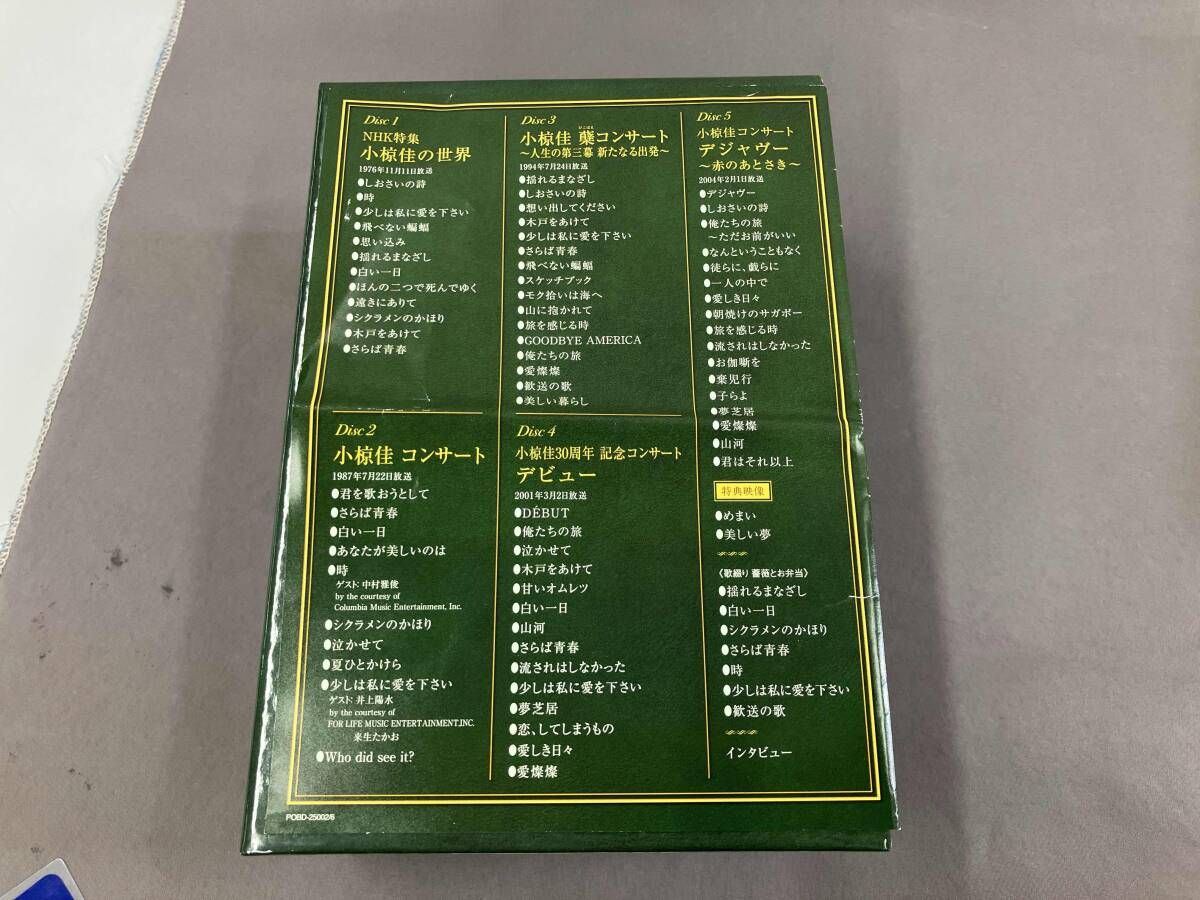 Disc 1
NHK特集
小椋佳の世界
1976年11月11日放送
●しおさいの詩
●時
●少しは私に愛を下さい
●飛べない蝙蝠
●思い込み
●揺れるまなざし
●白い一日
●ほんの二つで死んでゆく
●遠きにありて
●シクラメンのかほり
●木戸をあけて
●さらば青春
Disc 2
小椋佳 コンサート
1987年7月22日放送
●君を歌おうとして
●さらば青春
●白い一日
●あなたが美しいのは
●時
ゲスト: 中村雅俊
by the courtesy of
Columbia Music Entertainment, Inc.
●シクラメンのかほり
●泣かせて
●夏ひとかけら
●少しは私に愛を下さい
ゲスト: 井上陽水
by the courtesy of
FOR LIFE MUSIC ENTERTAINMENT,INC.
来生たかお
●Who did see it?
POBD-25002/6
Disc 3
ひこばえ
小椋佳 蘖コンサート
～人生の第三幕 新たなる出発～
1994年7月24日放送
●揺れるまなざし
●しおさいの詩
●想い出してください
●木戸をあけて
●少しは私に愛を下さい
●さらば青春
●飛べない蝙蝠
●スケッチブック
●モク拾いは海へ
●山に抱かれて
●旅を感じる時
●GOODBYE AMERICA
●俺たちの旅
●愛燦燦
●歓送の歌
●美しい暮らし
Disc 4
小椋佳30周年 記念コンサート
デビュー
2001年3月2日放送
●DÉBUT
●俺たちの旅
●泣かせて
●木戸をあけて
●甘いオムレツ
●白い一日
●山河
●さらば青春
●流されはしなかった
●少しは私に愛を下さい
●夢芝居
●恋、してしまうもの
●愛しき日々
●愛燦燦
Disc 5
小椋佳コンサート
デジャヴー
～赤のあとさき～
2004年2月1日放送
●デジャヴー
●しおさいの詩
●俺たちの旅
～ただお前がいい
●なんということもなく
●徒らに、戯らに
●一人の中で
●愛しき日々
●朝焼けのサガポー
●旅を感じる時
●流されはしなかった
●お伽噺を
●棄児行
●子らよ
●夢芝居
●愛燦燦
●山河
●君はそれ以上
特典映像
●めまい
●美しい夢
《歌綴り 薔薇とお弁当》
●揺れるまなざし
●白い一日
●シクラメンのかほり
●さらば青春
●時
●少しは私に愛を下さい
●歓送の歌
インタビュー